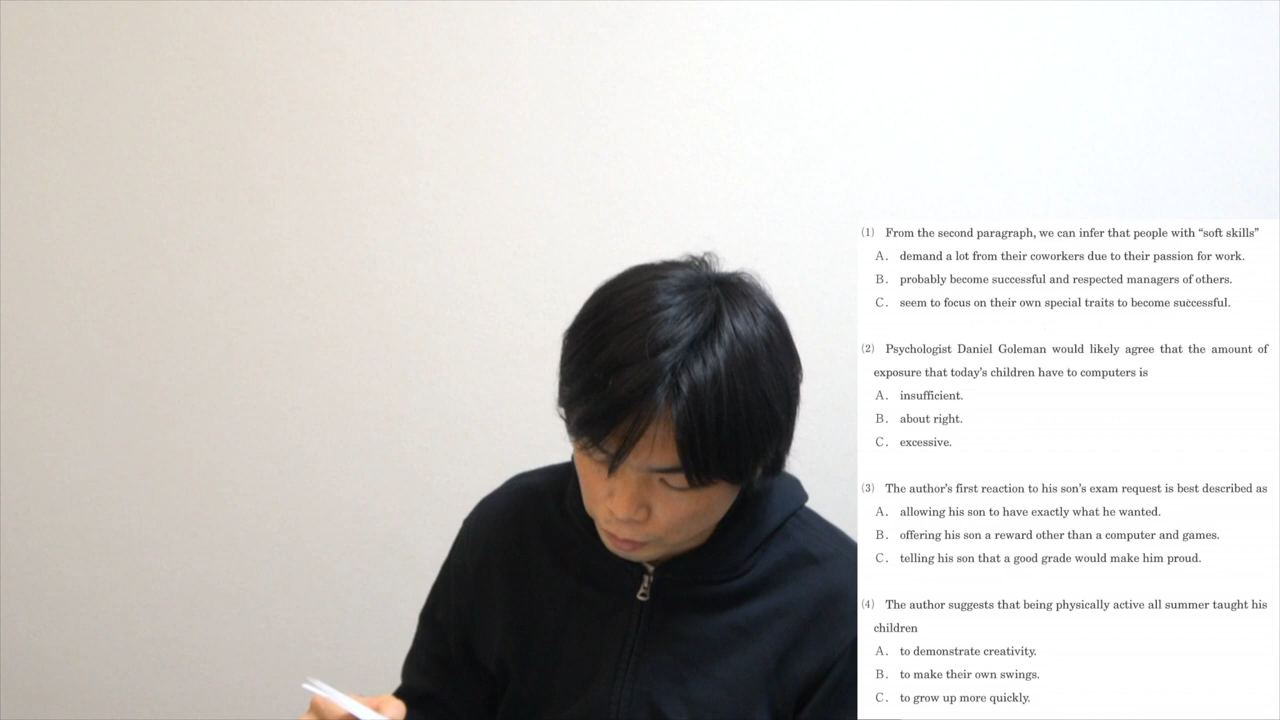 (1) From the second paragraph, we can infer that people with “soft skills”
A. demand a lot from their coworkers due to their passion for work.
B. probably become successful and respected managers of others.
C. seem to focus on their own special traits to become successful.
(2) Psychologist Daniel Goleman would likely agree that the amount of
exposure that today’s children have to computers is
A. insufficient.
B. about right.
C. excessive.
(3) The author’s first reaction to his son’s exam request is best described as
A. allowing his son to have exactly what he wanted.
B. offering his son a reward other than a computer and games.
C. telling his son that a good grade would make him proud.
(4) The author suggests that being physically active all summer taught his
children
A. to demonstrate creativity.
B. to make their own swings.
C. to grow up more quickly.